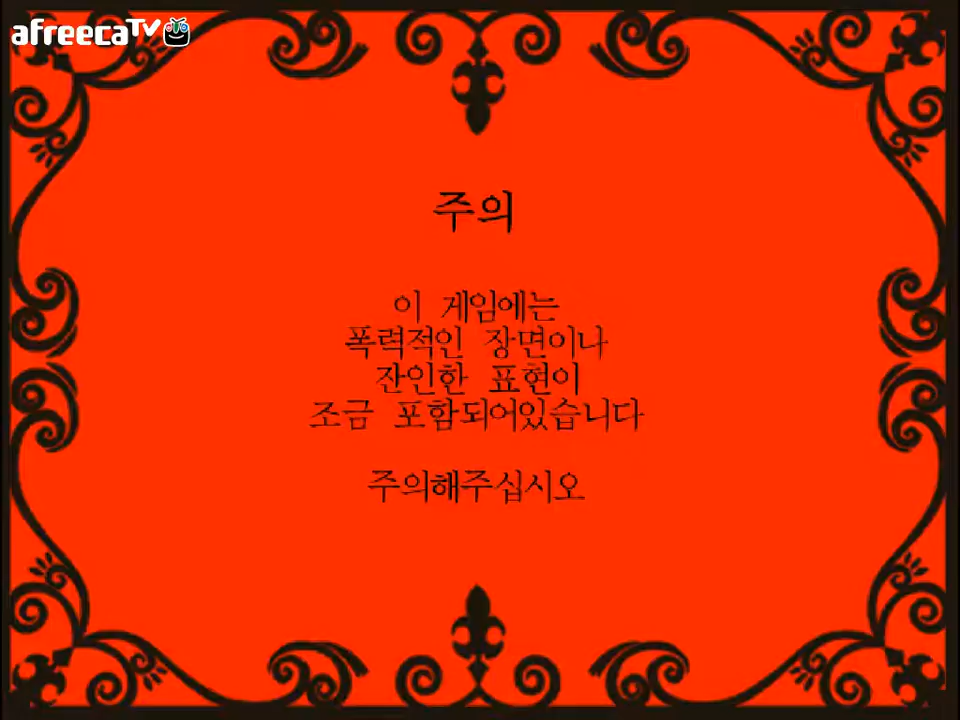 afreecaTV
주의
이 게임에는
폭력적인 장면이나
잔인한 표현이
조금 포함되어있습니다
주의해주십시오